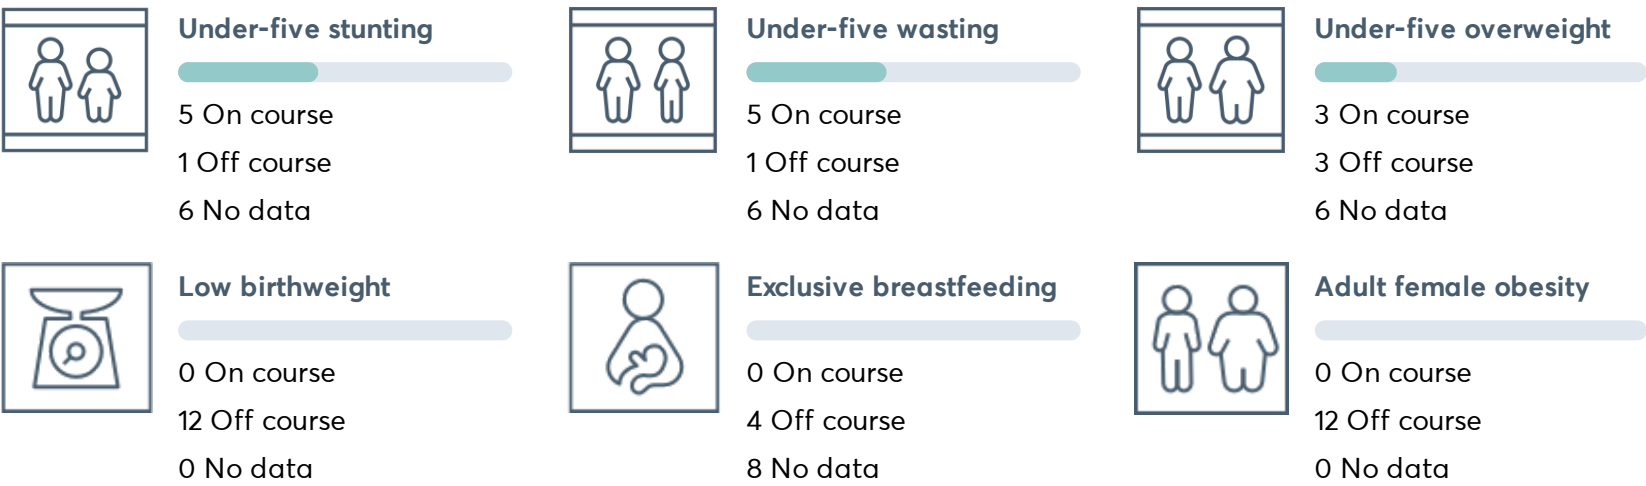 Under-five stunting
5 On course
1 Off course
6 No data
Under-five wasting
5 On course
1 Off course
6 No data
Under-five overweight
3 On course
3 Off course
6 No data
Low birthweight
0 On course
12 Off course
0 No data
Exclusive breastfeeding
0 On course
4 Off course
8 No data
Adult female obesity
0 On course
12 Off course
0 No data